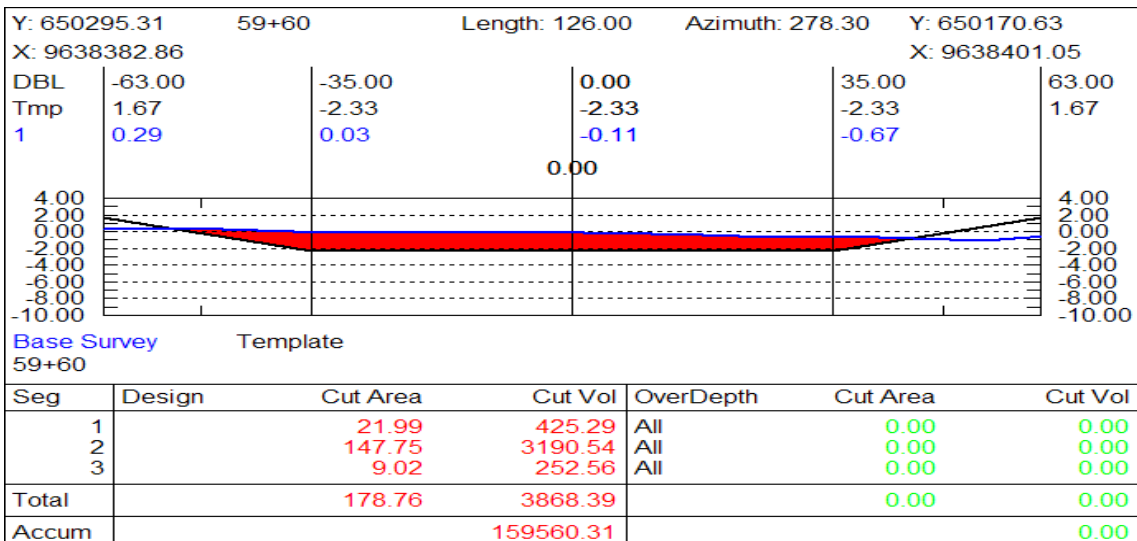 Y: 650295.31 59+60 Length: 126.00 Azimuth: 278.30 Y: 650170.63
X: 9638382.86 X: 9638401.05
DBL -63.00 -35.00 0.00 35.00 63.00
Tmp 1.67 -2.33 -2.33 -2.33 1.67
1 0.29 0.03 -0.11 -0.67
0.00
4.00 4.00
2.00 2.00
0.00 0.00
-2.00 -2.00
-4.00 -4.00
-6.00 -6.00
-8.00 -8.00
-10.00 -10.00
Base Survey Template
59+60
Seg Design Cut Area Cut Vol OverDepth Cut Area Cut Vol
1 21.99 425.29 All 0.00 0.00
2 147.75 3190.54 All 0.00 0.00
3 9.02 252.56 All 0.00 0.00
Total 178.76 3868.39 0.00 0.00
Accum 159560.31 0.00